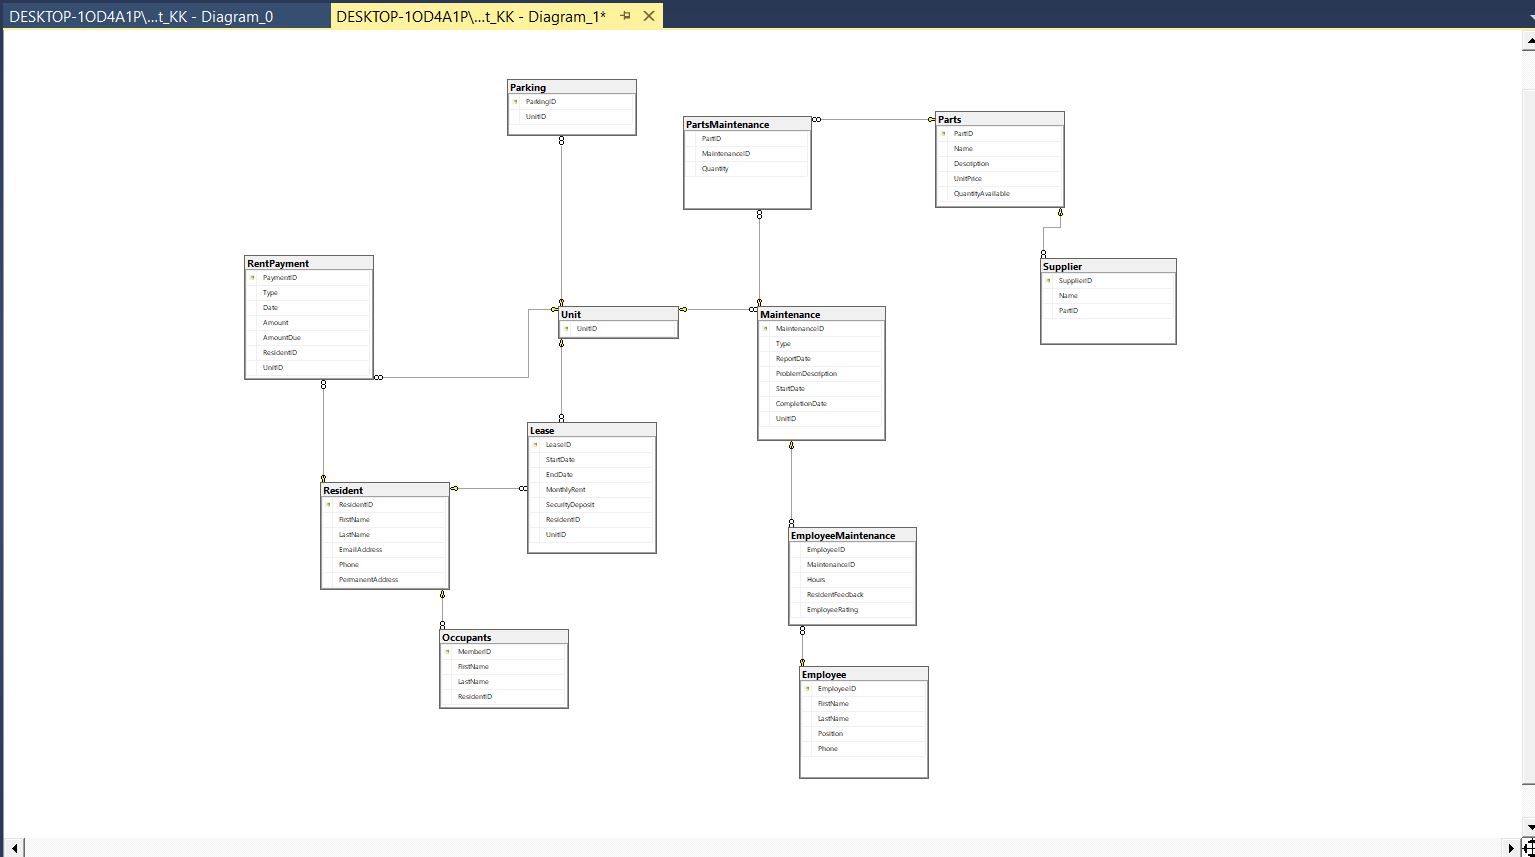 DESKTOP-1OD4A1P\...t_KK - Diagram_0
DESKTOP-1OD4A1P\...t_KK - Diagram_1*
Parking
ParkingID
UnitID
PartsMaintenance
PartID
MaintenanceID
Quantity
Parts
PartID
Name
Description
UnitPrice
QuantityAvailable
RentPayment
PaymentID
Type
Date
Amount
AmountDue
ResidentID
UnitID
Supplier
SupplierID
Name
PartID
Unit
UnitID
Maintenance
MaintenanceID
Type
ReportDate
ProblemDescription
StartDate
CompletionDate
UnitID
Lease
LeaseID
StartDate
EndDate
MonthlyRent
SecurityDeposit
ResidentID
UnitID
Resident
ResidentID
FirstName
LastName
EmailAddress
Phone
PermanentAddress
EmployeeMaintenance
EmployeeID
MaintenanceID
Hours
ResidentFeedback
EmployeeRating
Occupants
MemberID
FirstName
LastName
ResidentID
Employee
EmployeeID
FirstName
LastName
Position
Phone